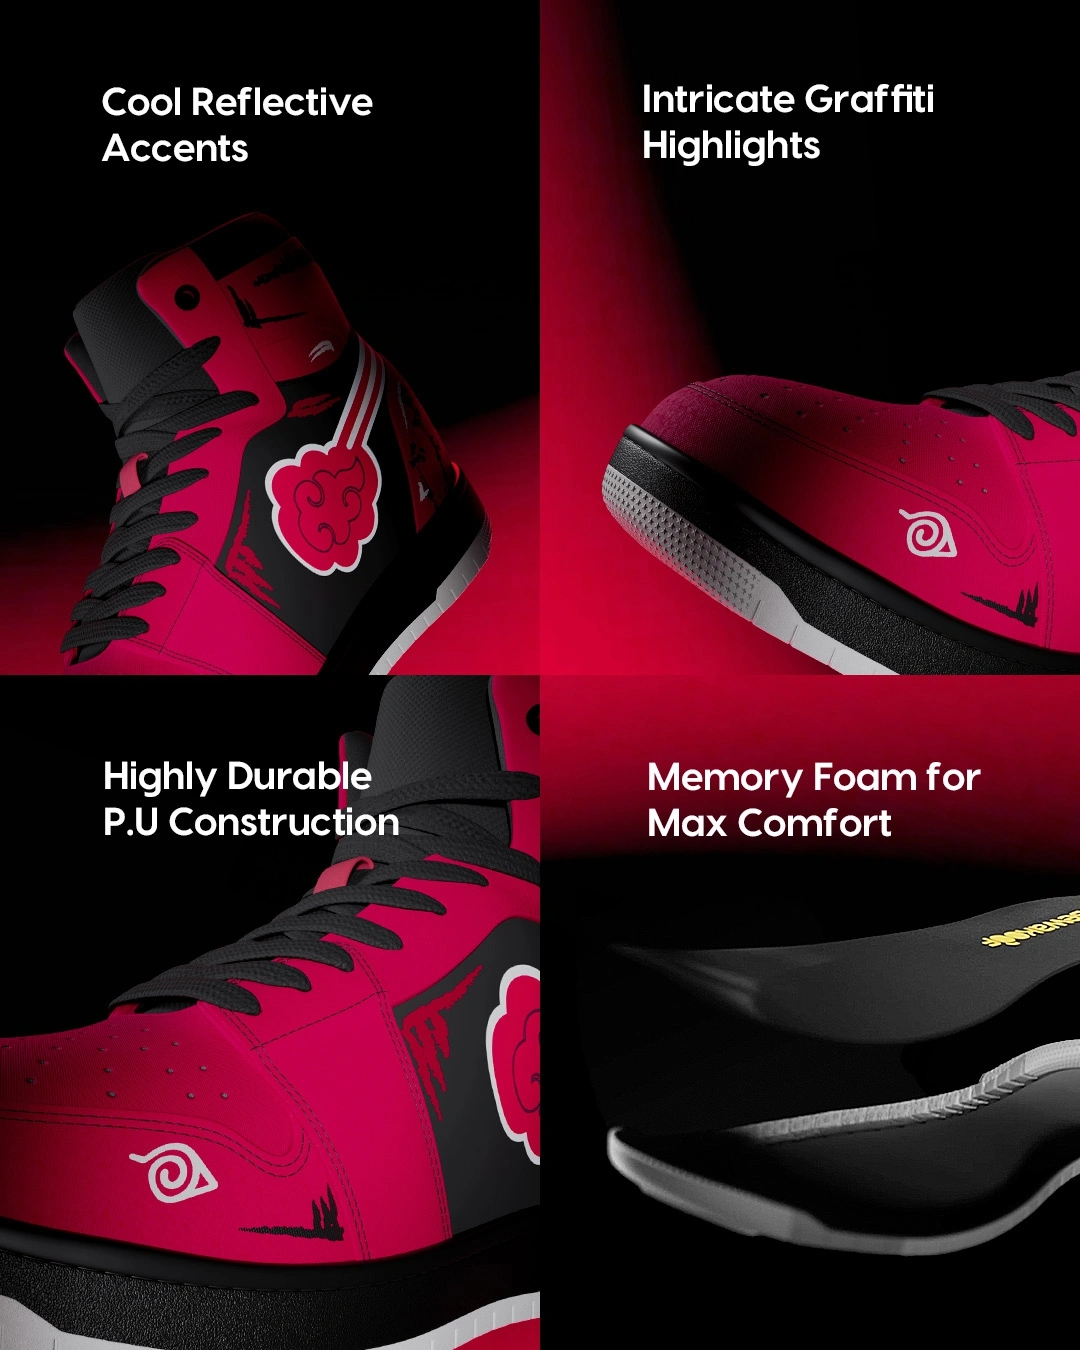 Cool Reflective
Accents
Intricate Graffiti
Highlights
Highly Durable
P.U Construction
Memory Foam for
Max Comfort